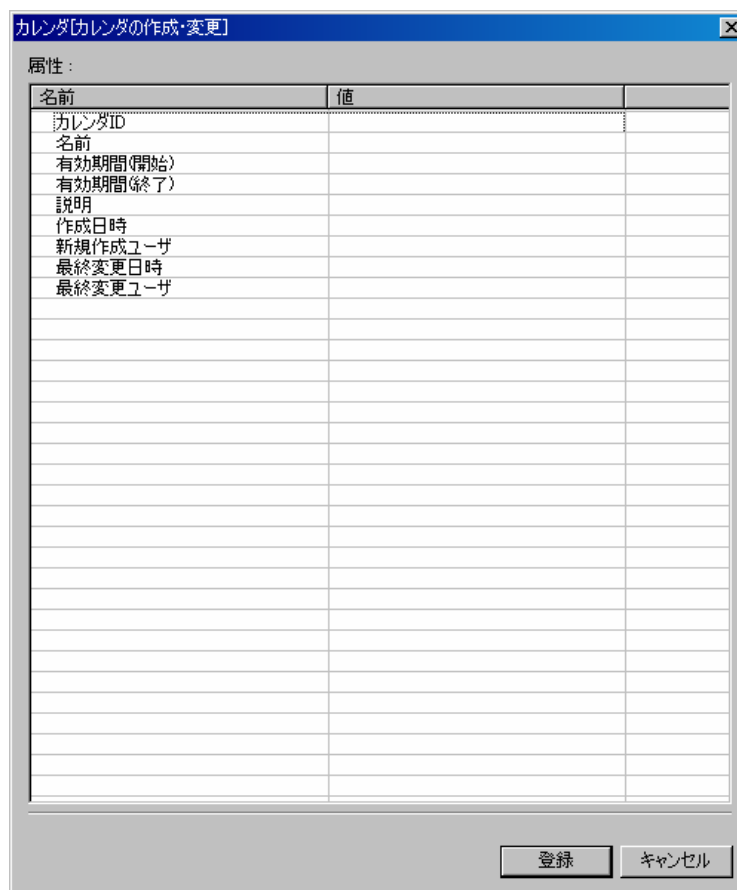 カレンダ[カレンダの作成・変更]
属性：
名前 値
カレンダID
名前
有効期間(開始)
有効期間(終了)
説明
作成日時
新規作成ユーザ
最終変更日時
最終変更ユーザ
登録 キャンセル